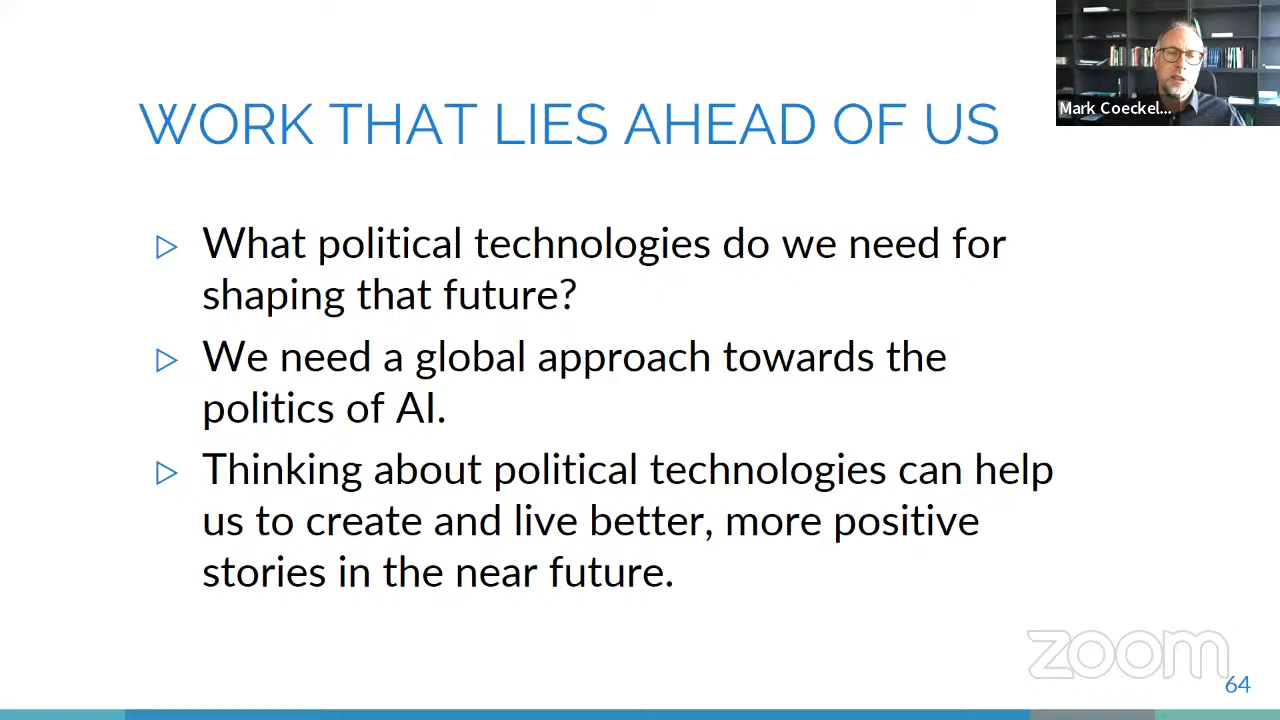 WORK THAT LIES AHEAD OF US
Mark Coeckel...
▷ What political technologies do we need for
shaping that future?
▷ We need a global approach towards the
politics of AI.
▷ Thinking about political technologies can help
us to create and live better, more positive
stories in the near future.
zoom
64